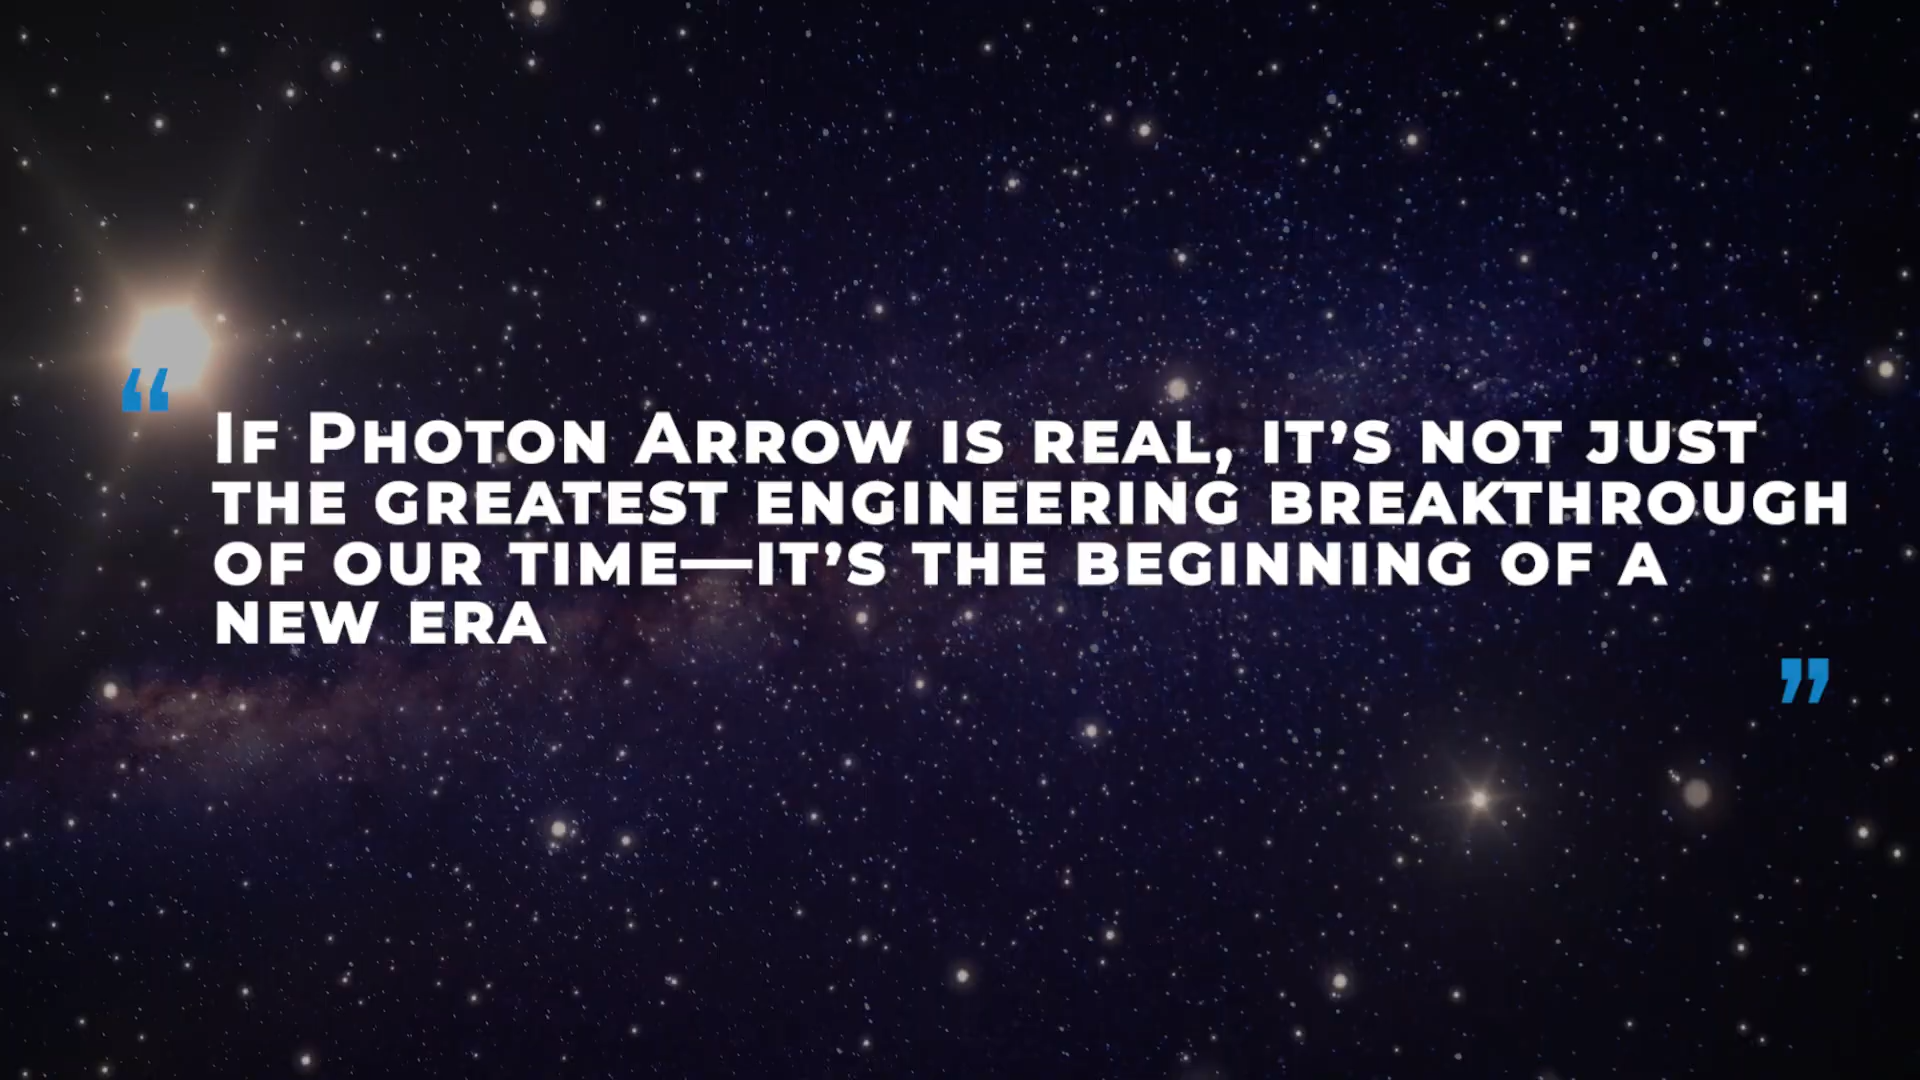 “If Photon Arrow is real, it’s not just
the greatest engineering breakthrough
of our time—it’s the beginning of a
new era
”